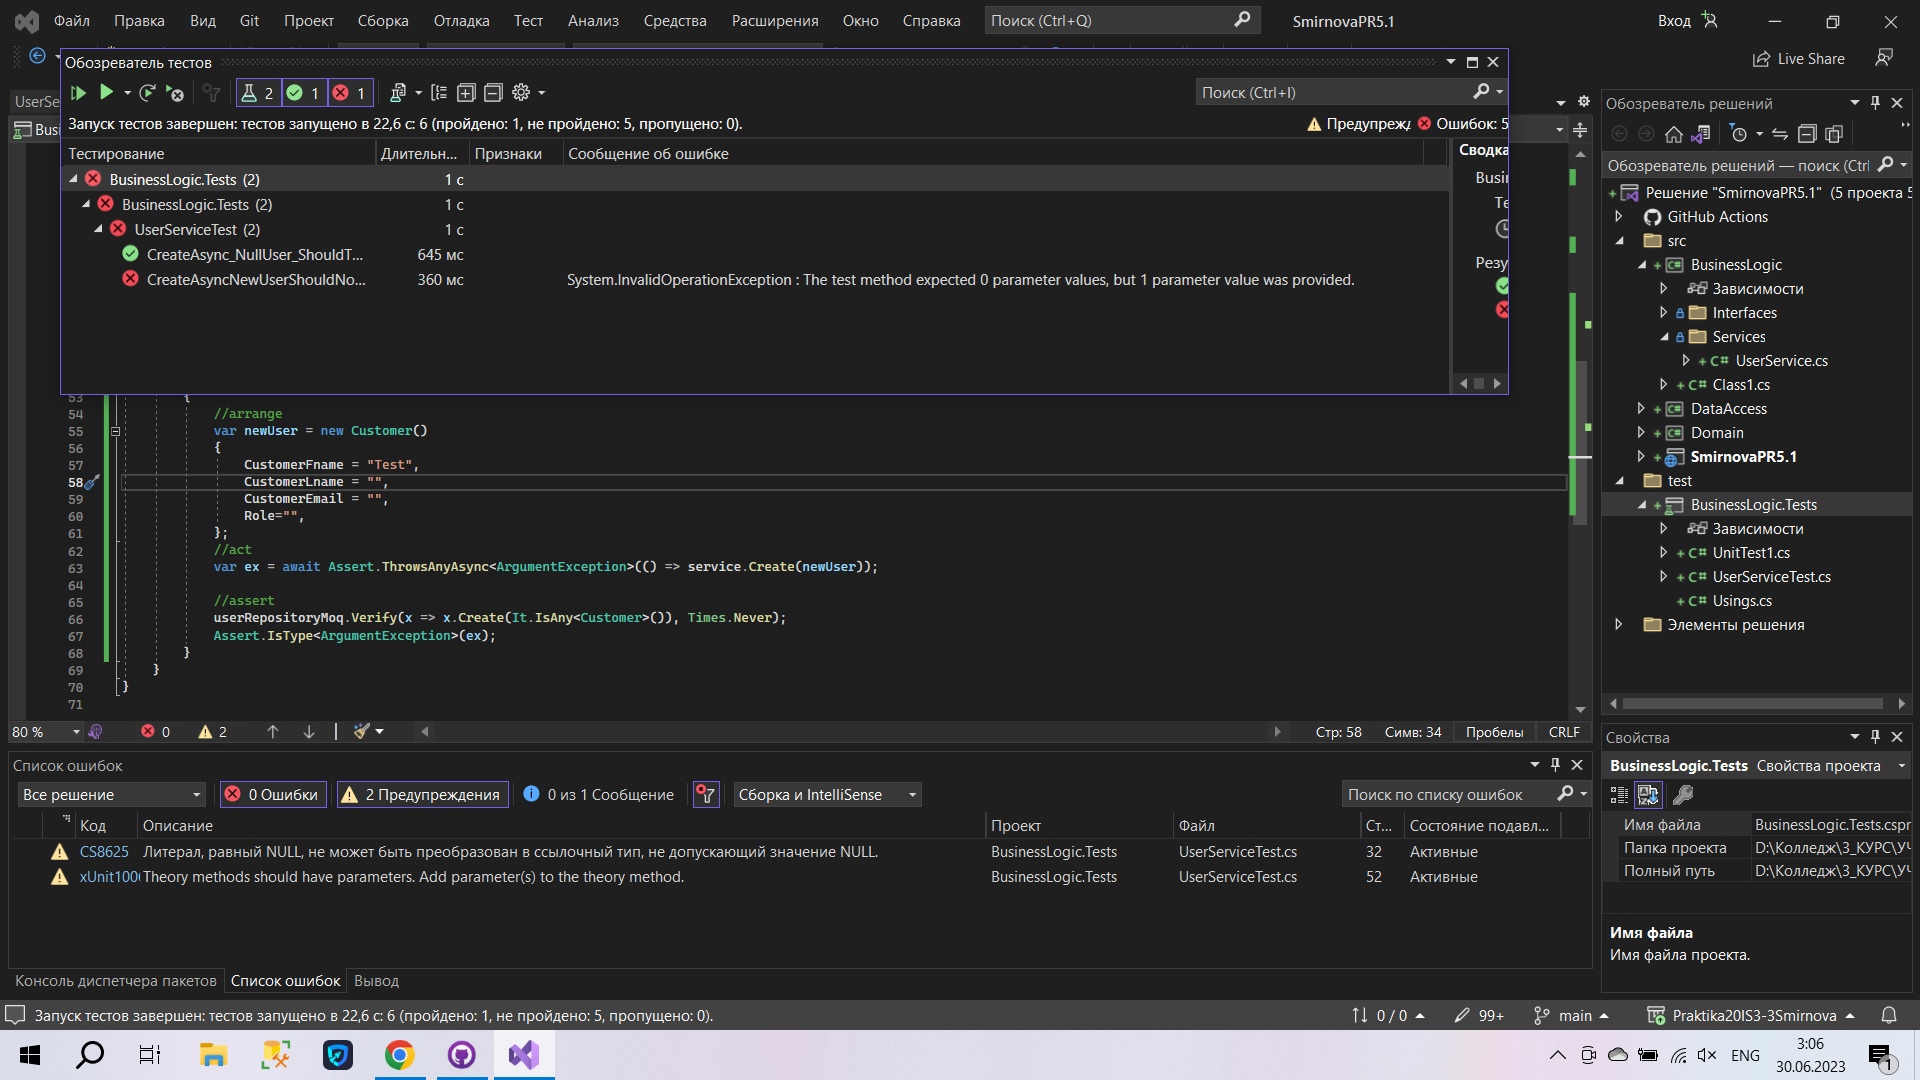 Файл Правка Вид Git Проект Сборка Отладка Тест Анализ Средства Расширения Окно Справка Поиск (Ctrl+Q) SmirnovaPR5.1 Вход
Live Share
Обозреватель тестов
2 1 1 Поиск (Ctrl+I)
Запуск тестов завершен: тестов запущено в 22,6 с: 6 (пройдено: 1, не пройдено: 5, пропущено: 0). Предупреж Ошибок: 5
Тестирование Длительн... Признаки Сообщение об ошибке
BusinessLogic.Tests (2) 1 с
BusinessLogic.Tests (2) 1 с
UserServiceTest (2) 1 с
CreateAsync_NullUser_ShouldT... 645 мс
CreateAsyncNewUserShouldNo... 360 мс System.InvalidOperationException : The test method expected 0 parameter values, but 1 parameter value was provided.
Сводка
Busi
Те
Резу
UserSe
Busi
53 {
54 //arrange
55 var newUser = new Customer()
56 {
57 CustomerFname = "Test",
58 CustomerLname = "",
59 CustomerEmail = "",
60 Role="",
61 };
62 //act
63 var ex = await Assert.ThrowsAnyAsync<ArgumentException>(() => service.Create(newUser));
64
65 //assert
66 userRepositoryMoq.Verify(x => x.Create(It.IsAny<Customer>()), Times.Never);
67 Assert.IsType<ArgumentException>(ex);
68 }
69 }
70 }
71
80 % 0 2 Стр: 58 Симв: 34 Пробелы CRLF
Список ошибок
Все решение 0 Ошибки 2 Предупреждения 0 из 1 Сообщение Сборка и IntelliSense Поиск по списку ошибок
Код Описание Проект Файл Ст... Состояние подавл...
CS8625 Литерал, равный NULL, не может быть преобразован в ссылочный тип, не допускающий значение NULL. BusinessLogic.Tests UserServiceTest.cs 32 Активные
xUnit100 Theory methods should have parameters. Add parameter(s) to the theory method. BusinessLogic.Tests UserServiceTest.cs 52 Активные
Консоль диспетчера пакетов Список ошибок Вывод
Обозреватель решений
Обозреватель решений — поиск (Ctrl
Решение "SmirnovaPR5.1" (5 проекта 5
GitHub Actions
src
BusinessLogic
Зависимости
Interfaces
Services
UserService.cs
Class1.cs
DataAccess
Domain
SmirnovaPR5.1
test
BusinessLogic.Tests
Зависимости
UnitTest1.cs
UserServiceTest.cs
Usings.cs
Элементы решения
Свойства
BusinessLogic.Tests Свойства проекта
Имя файла BusinessLogic.Tests.cspr
Папка проекта D:\Колледж\3_КУРС\УЧ
Полный путь D:\Колледж\3_КУРС\УЧ
Имя файла
Имя файла проекта.
Запуск тестов завершен: тестов запущено в 22,6 с: 6 (пройдено: 1, не пройдено: 5, пропущено: 0). 0 / 0 99+ main Praktika20IS3-3Smirnova
ENG 3:06
30.06.2023 1